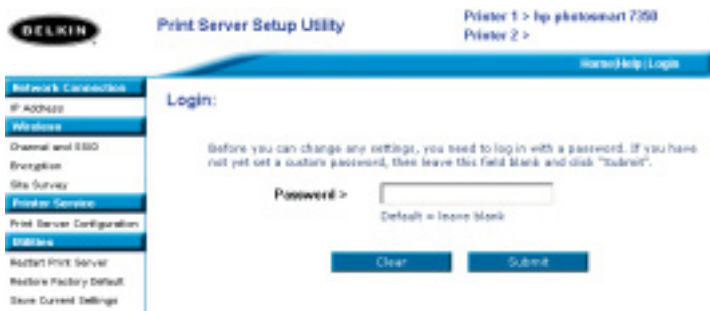 BELKIN
Print Server Setup Utility
Printer 1 > hp photosmart 7350
Printer 2 >
Home|Help|Login
Network Connection
IP Address
Wireless
Channel and SSID
Encryption
Site Survey
Printer Service
Print Server Configuration
Utilities
Restart Print Server
Restore Factory Default
Save Current Settings
Login:
Before you can change any settings, you need to log in with a password. If you have
not yet set a custom password, then leave this field blank and click "Submit".
Password >
Default = leave blank
Clear
Submit